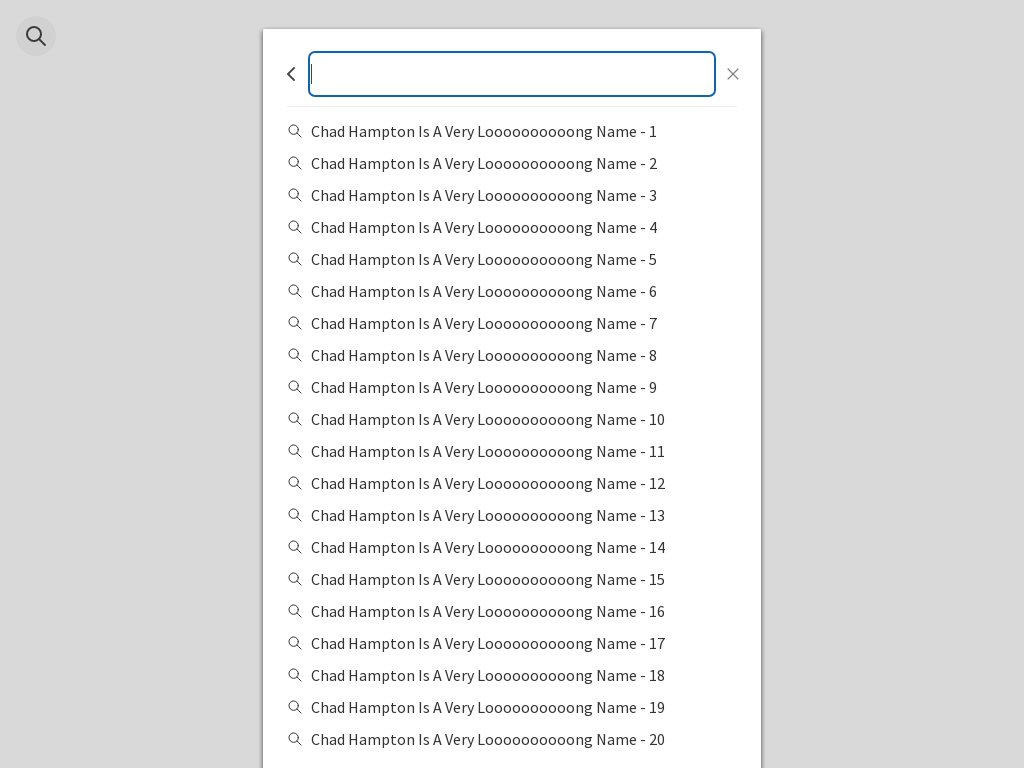 Chad Hampton Is A Very Loooooooooong Name - 1
Chad Hampton Is A Very Loooooooooong Name - 2
Chad Hampton Is A Very Loooooooooong Name - 3
Chad Hampton Is A Very Loooooooooong Name - 4
Chad Hampton Is A Very Loooooooooong Name - 5
Chad Hampton Is A Very Loooooooooong Name - 6
Chad Hampton Is A Very Loooooooooong Name - 7
Chad Hampton Is A Very Loooooooooong Name - 8
Chad Hampton Is A Very Loooooooooong Name - 9
Chad Hampton Is A Very Loooooooooong Name - 10
Chad Hampton Is A Very Loooooooooong Name - 11
Chad Hampton Is A Very Loooooooooong Name - 12
Chad Hampton Is A Very Loooooooooong Name - 13
Chad Hampton Is A Very Loooooooooong Name - 14
Chad Hampton Is A Very Loooooooooong Name - 15
Chad Hampton Is A Very Loooooooooong Name - 16
Chad Hampton Is A Very Loooooooooong Name - 17
Chad Hampton Is A Very Loooooooooong Name - 18
Chad Hampton Is A Very Loooooooooong Name - 19
Chad Hampton Is A Very Loooooooooong Name - 20